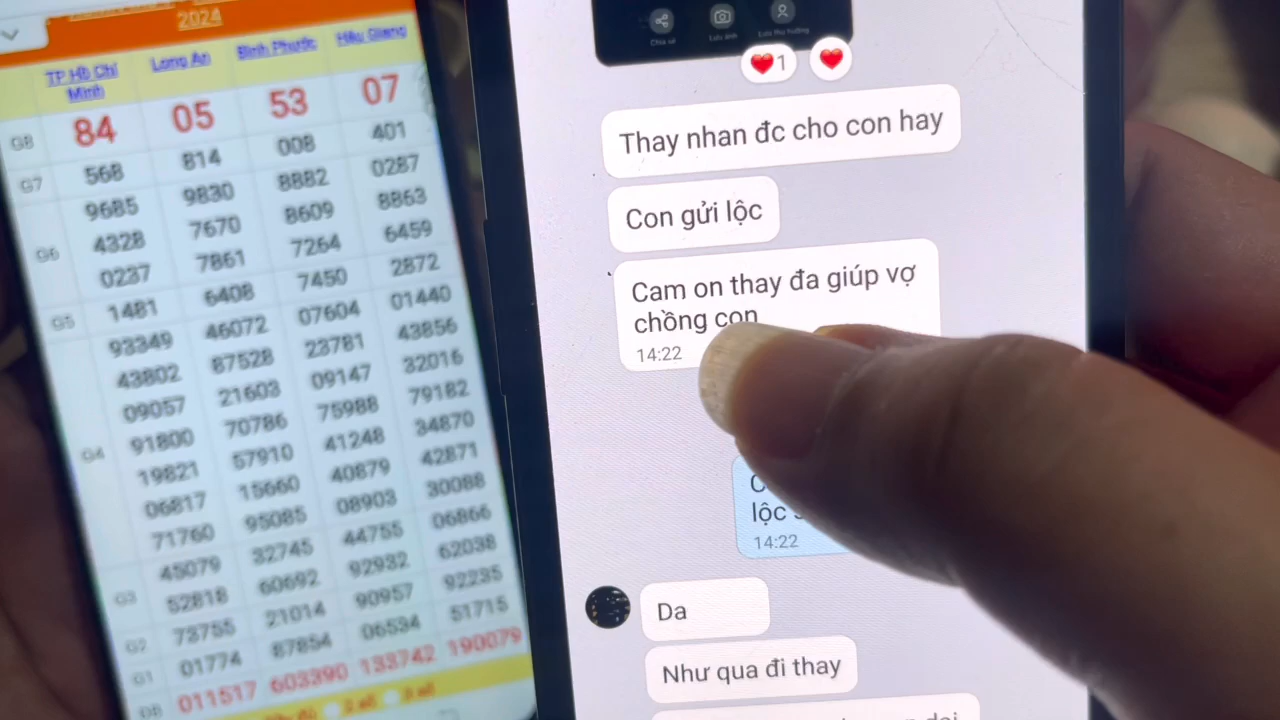 2024
TP Hồ Chí Minh Long An Bình Phước Hậu Giang
G8 84 05 53 07
G7 568 814 008 401
G6 9685 9830 8882 0287
4328 7670 8609 8863
0237 7861 7264 6459
G5 1481 6408 7450 2872
G4 93349 46072 07604 01440
43802 87528 23781 43856
09057 21603 09147 32016
91800 70786 75988 79182
19821 57910 41248 34870
06817 15660 40879 42871
71760 95085 08903 30088
G3 45079 32745 44755 06866
52818 60692 92932 62038
G2 73755 21014 90957 92235
G1 01774 87854 06534 51715
ĐB 011517 603390 133742 190079
Chia sẻ
1
Thay nhan đc cho con hay
Con gửi lộc
Cam on thay đa giúp vợ
chồng con
14:22
lộc
14:22
Da
Như qua đi thay